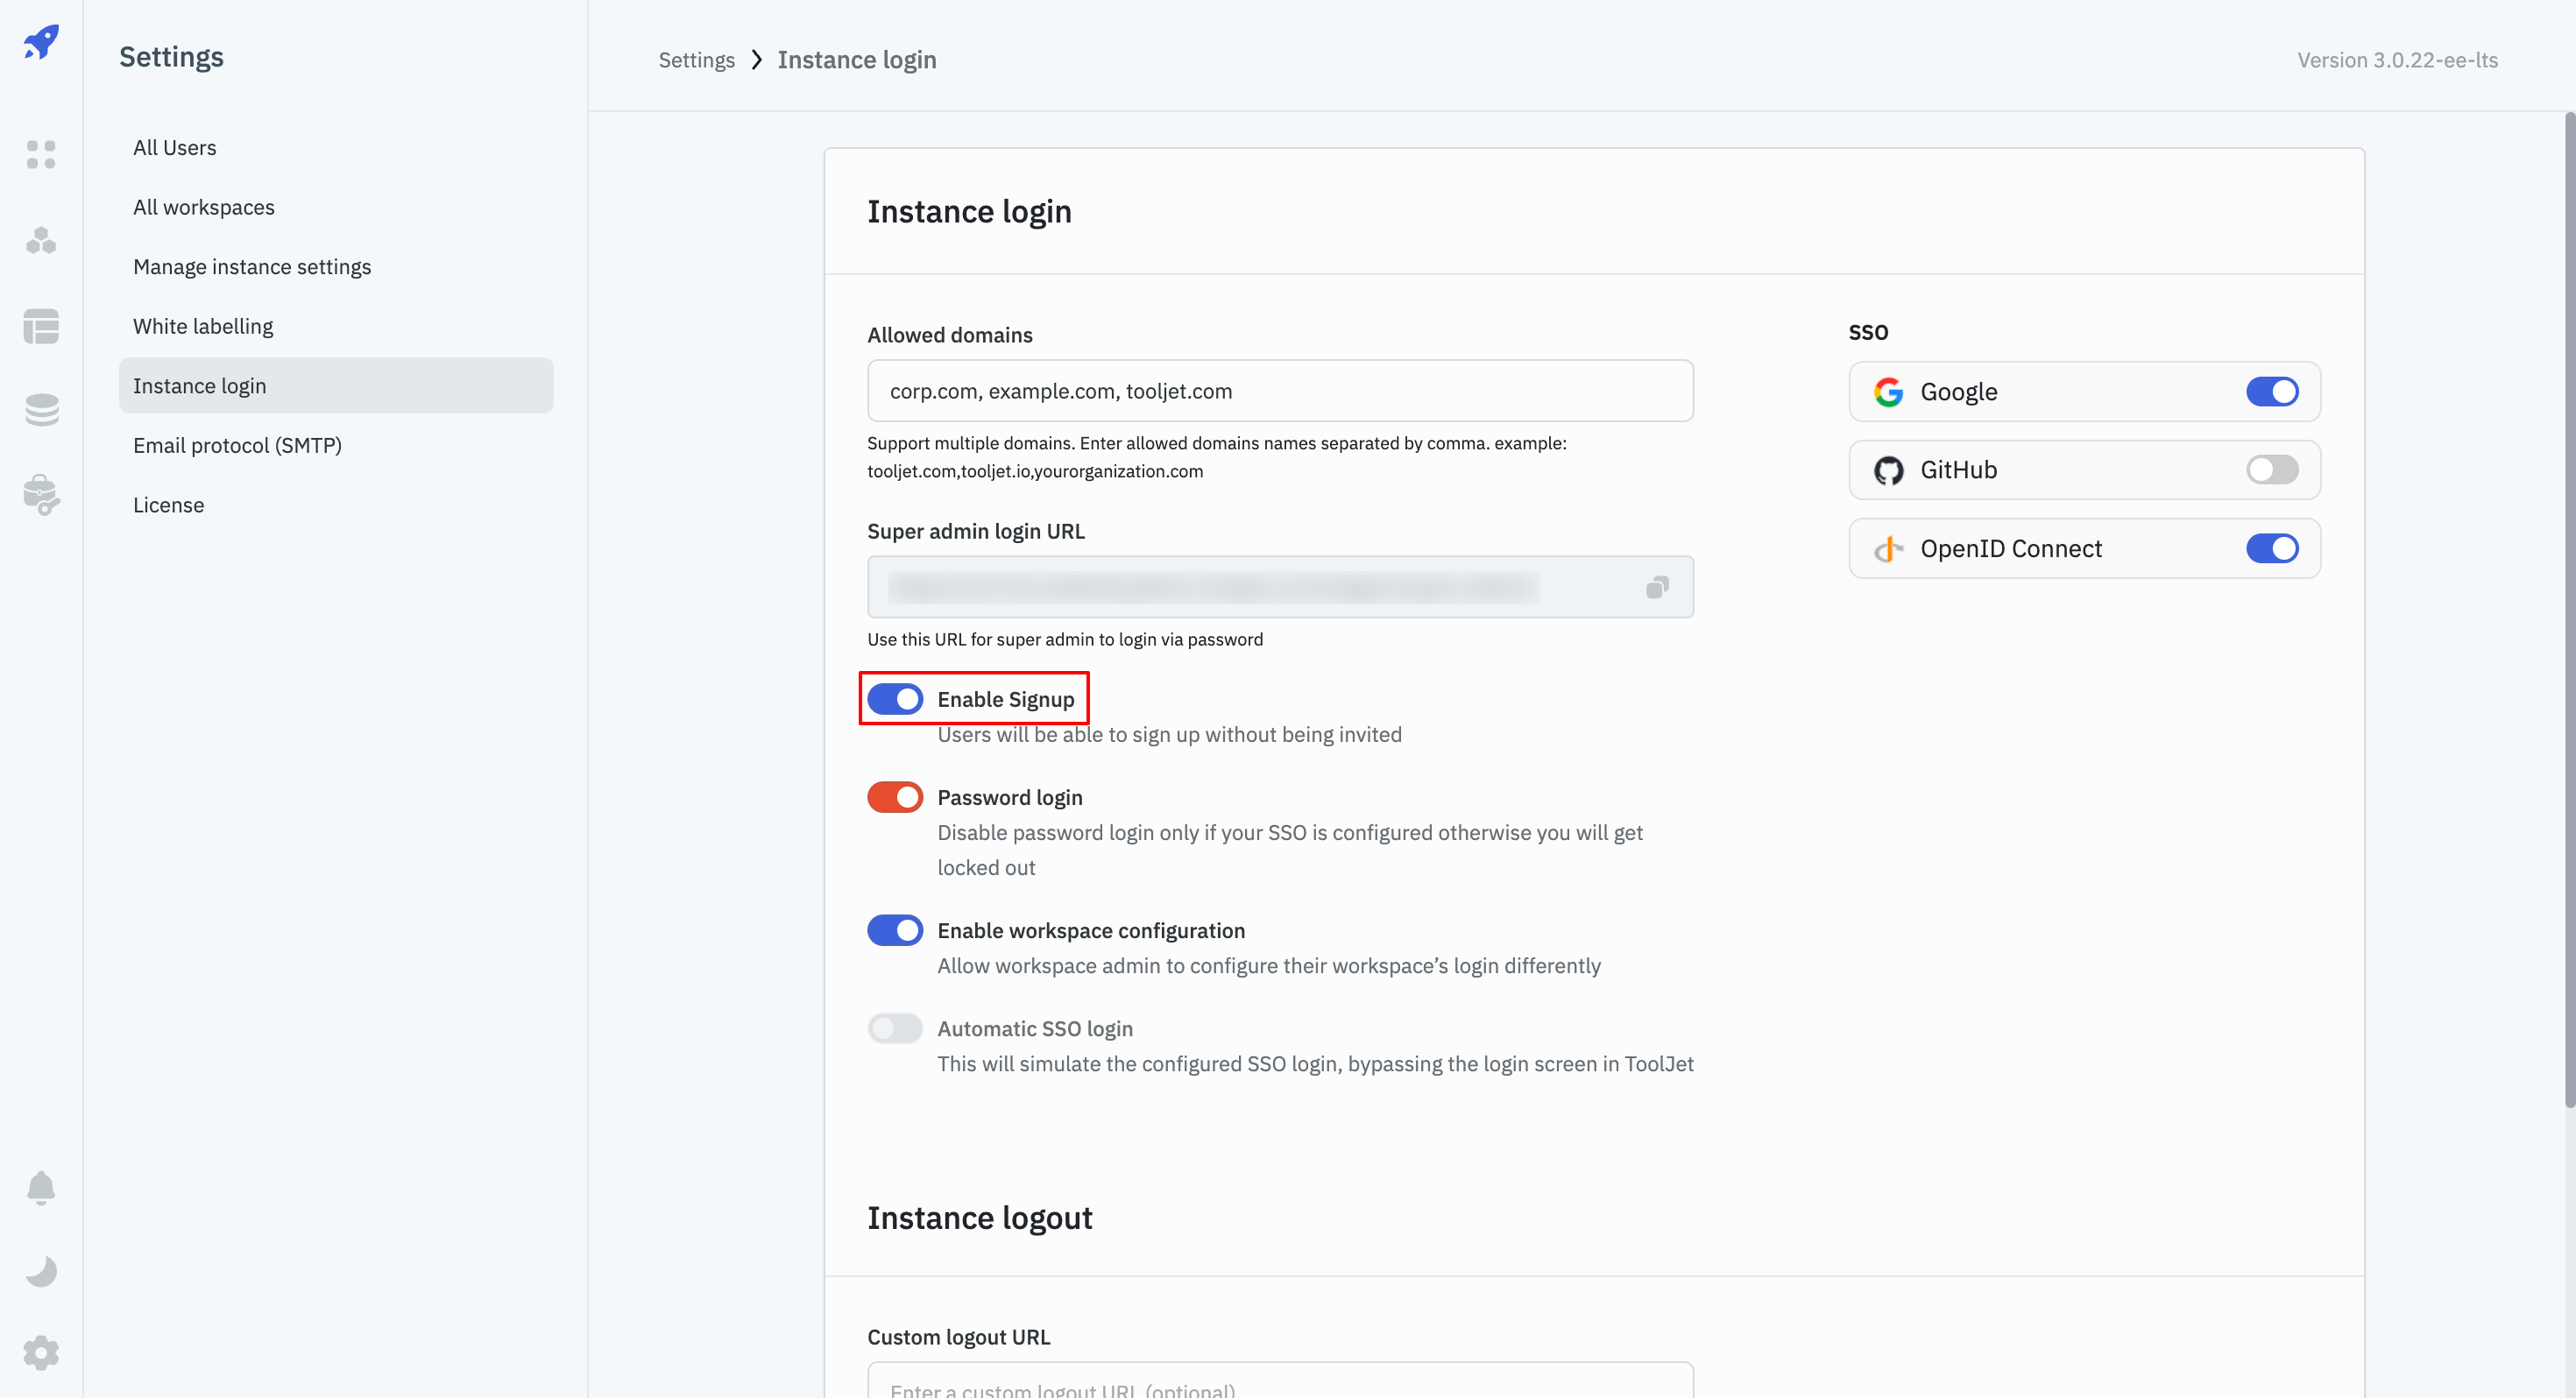 Settings
All Users
All workspaces
Manage instance settings
White labelling
Instance login
Email protocol (SMTP)
License
Settings > Instance login
Version 3.0.22-ee-lts
Instance login
Allowed domains
corp.com, example.com, tooljet.com
Support multiple domains. Enter allowed domains names separated by comma. example:
tooljet.com,tooljet.io,yourorganization.com
Super admin login URL
Use this URL for super admin to login via password
Enable Signup
Users will be able to sign up without being invited
Password login
Disable password login only if your SSO is configured otherwise you will get
locked out
Enable workspace configuration
Allow workspace admin to configure their workspace’s login differently
Automatic SSO login
This will simulate the configured SSO login, bypassing the login screen in ToolJet
SSO
Google
GitHub
OpenID Connect
Instance logout
Custom logout URL
Enter a custom logout URL (optional)